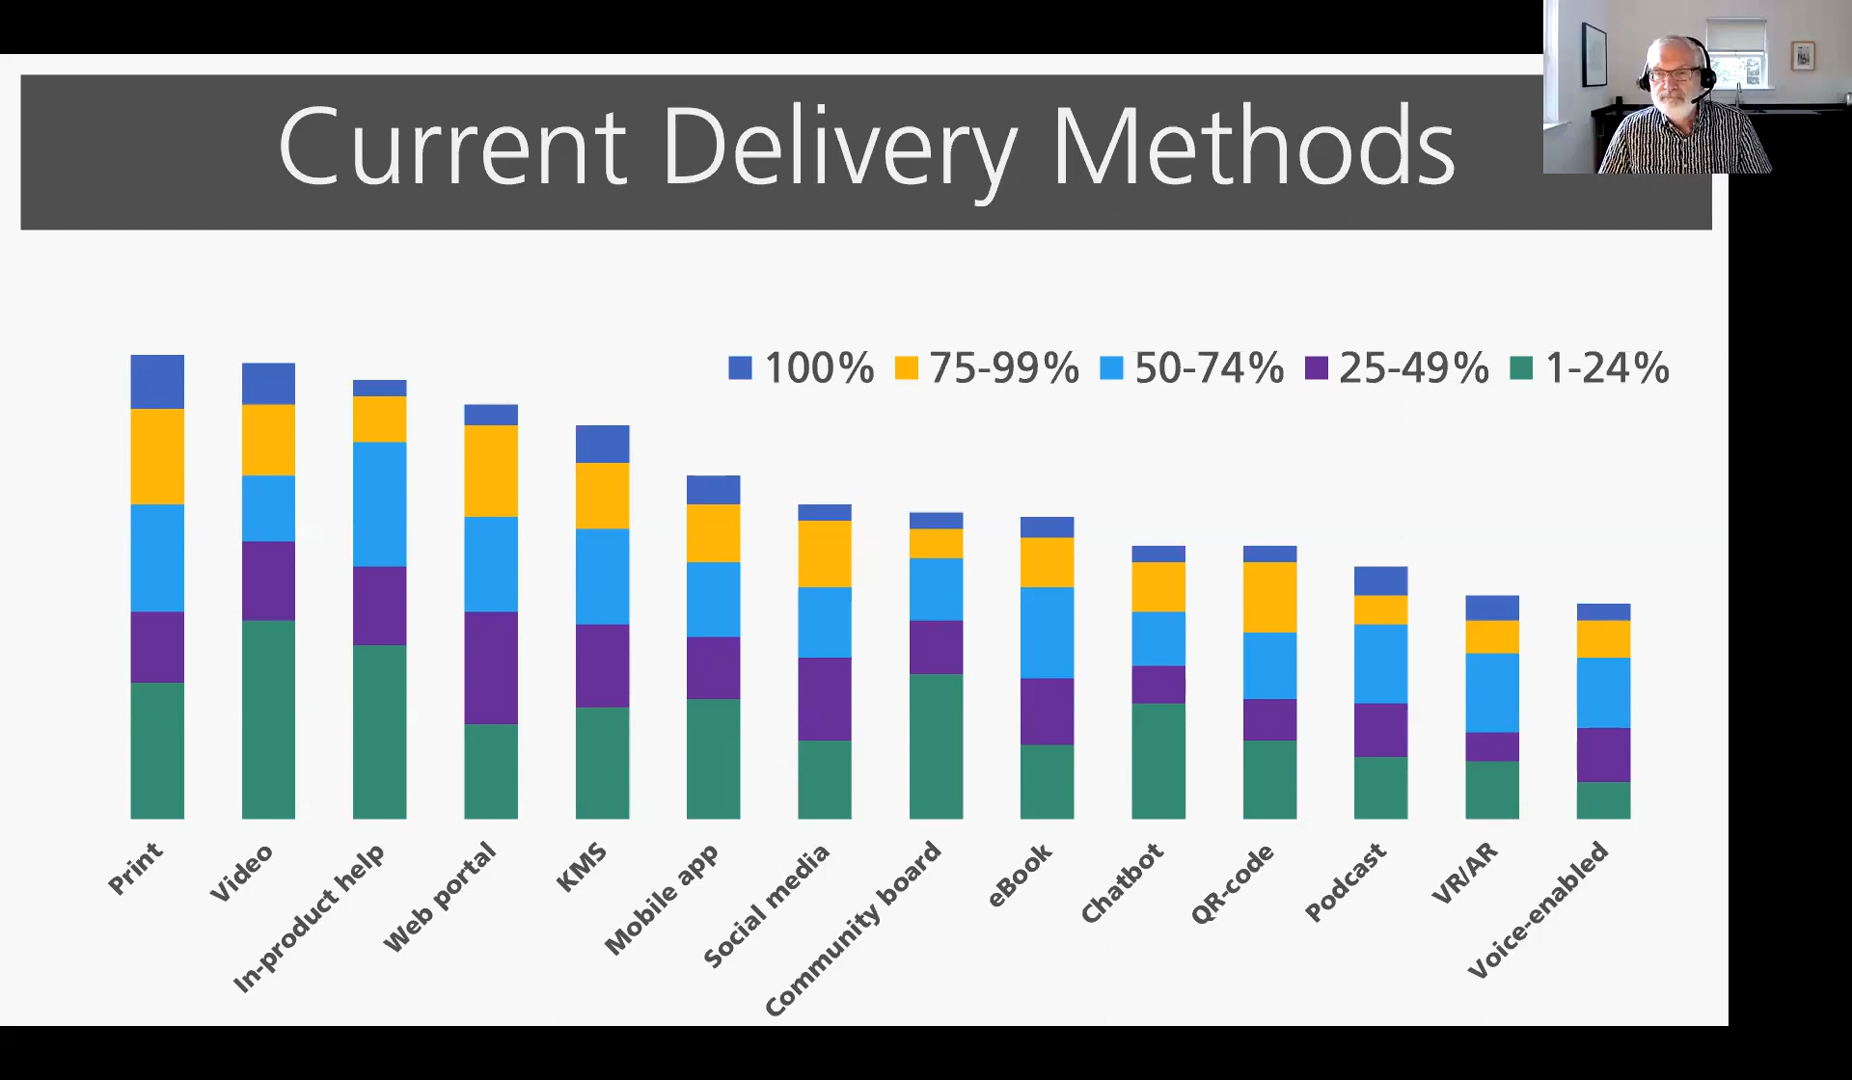 Current Delivery Methods
100% 75-99% 50-74% 25-49% 1-24%
Print
Video
In-product help
Web portal
KMS
Mobile app
Social media
Community board
eBook
Chatbot
QR-code
Podcast
VR/AR
Voice-enabled